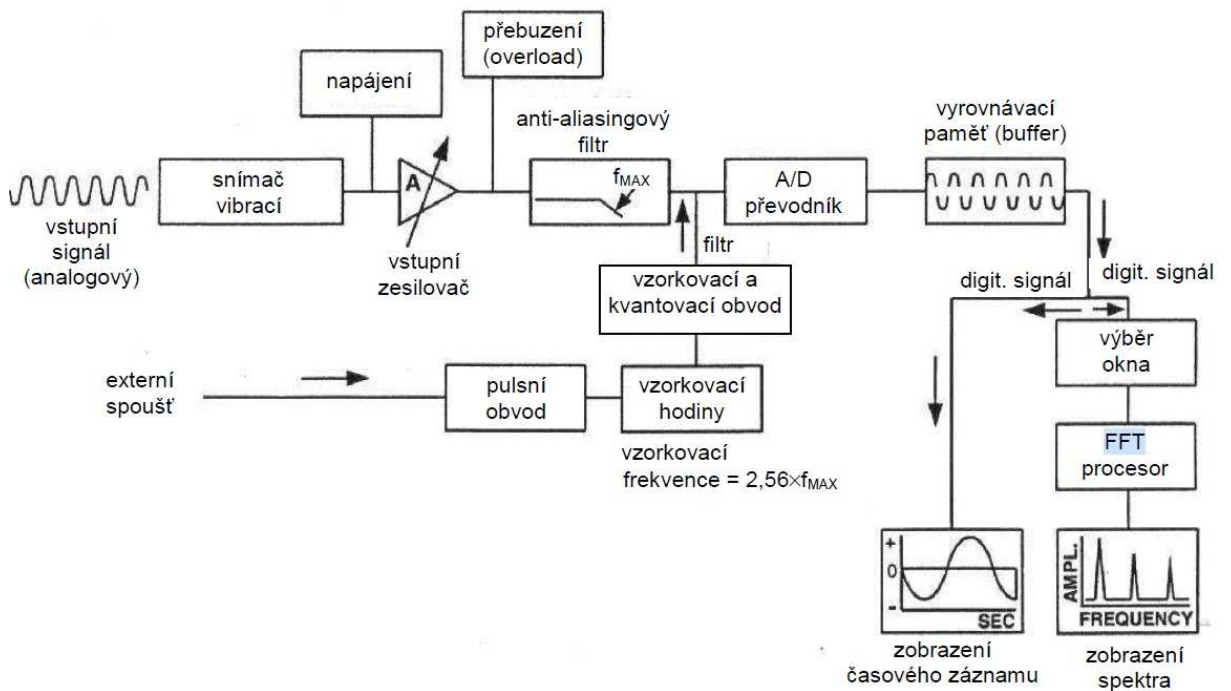 přebuzení
(overload)
napájení
anti-aliasingový
filtr
vyrovnávací
paměť (buffer)
vstupní
signál
(analogový)
snímač
vibrací
A
vstupní
zesilovač
fMAX
A/D
převodník
filtr
vzorkovací a
kvantovací obvod
digit. signál
digit. signál
výběr
okna
externí
spoušť
pulsní
obvod
vzorkovací
hodiny
vzorkovací
frekvence = 2,56×fMAX
FFT
procesor
+
0
-
SEC
AMPL.
FREQUENCY
zobrazení
časového záznamu
zobrazení
spektra